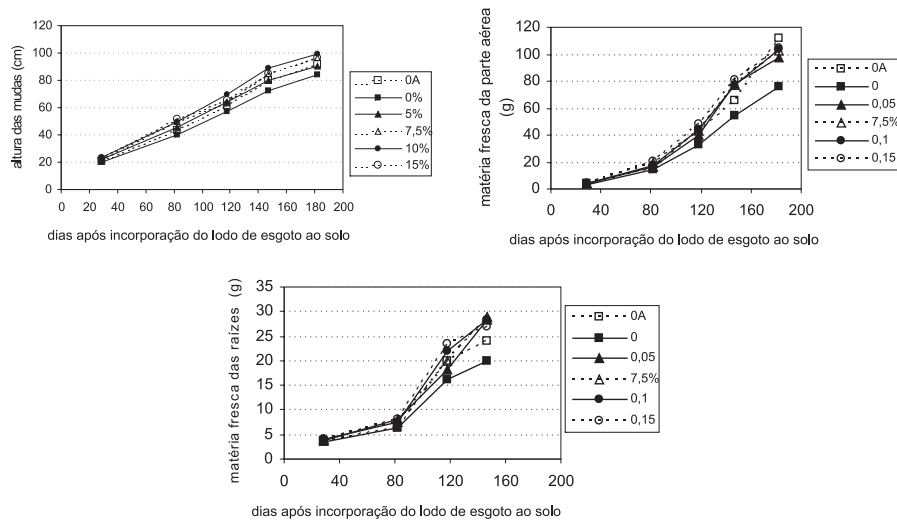 altura das mudas (cm)
120
100
80
60
40
20
0
0 20 40 60 80 100 120 140 160 180 200
dias após incorporação do lodo de esgoto ao solo
0A
0%
5%
7,5%
10%
15%
matéria fresca da parte aérea
(g)
120
100
80
60
40
20
0
0 40 80 120 160 200
dias após incorporação do lodo de esgoto ao solo
0A
0
0,05
7,5%
0,1
0,15
matéria fresca das raízes (g)
35
30
25
20
15
10
5
0
0 40 80 120 160 200
dias após incorporação do lodo de esgoto ao solo
0A
0
0,05
7,5%
0,1
0,15